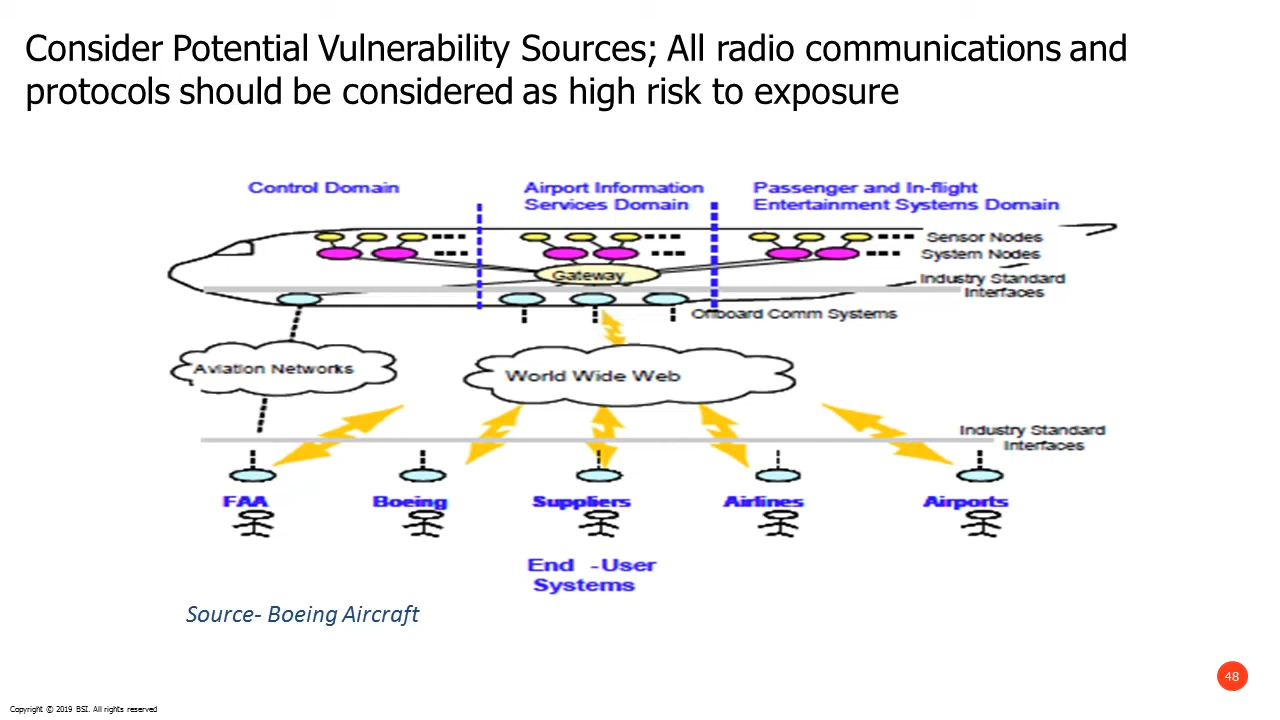 Consider Potential Vulnerability Sources; All radio communications and
protocols should be considered as high risk to exposure
Control Domain
Airport Information
Services Domain
Passenger and In-flight
Entertainment Systems Domain
Sensor Nodes
System Nodes
Gateway
Industry Standard
Interfaces
Onboard Comm Systems
Aviation Networks
World Wide Web
Industry Standard
Interfaces
FAA
Boeing
Suppliers
Airlines
Airports
End -User
Systems
Source- Boeing Aircraft
48
Copyright © 2019 BSI. All rights reserved